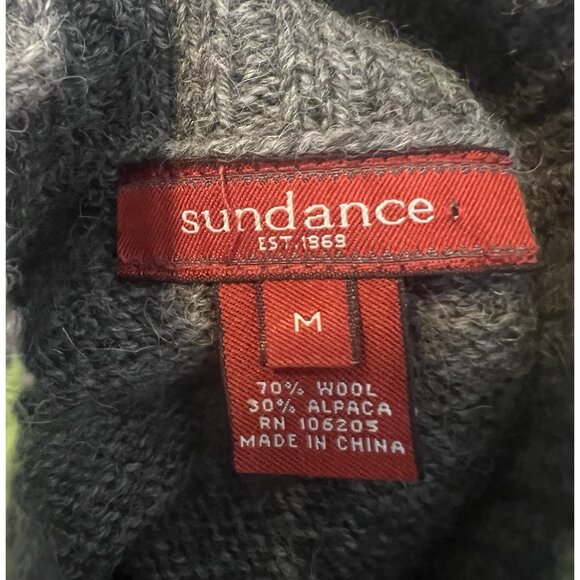 sundance
EST.1969
M
70% WOOL
30% ALPACA
RN 106205
MADE IN CHINA